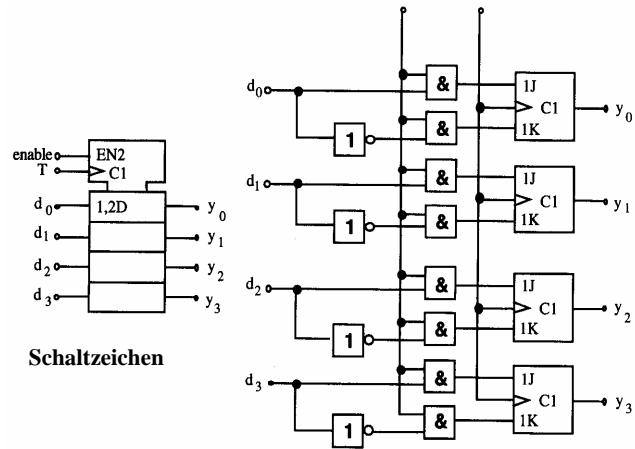 enable
EN2
T
C1
d0
1,2D
y0
d1
y1
d2
y2
d3
y3
Schaltzeichen
d0
&
1J
C1
y0
1
&
1K
d1
&
1J
C1
y1
1
&
1K
d2
&
1J
C1
y2
1
&
1K
d3
&
1J
C1
y3
1
&
1K